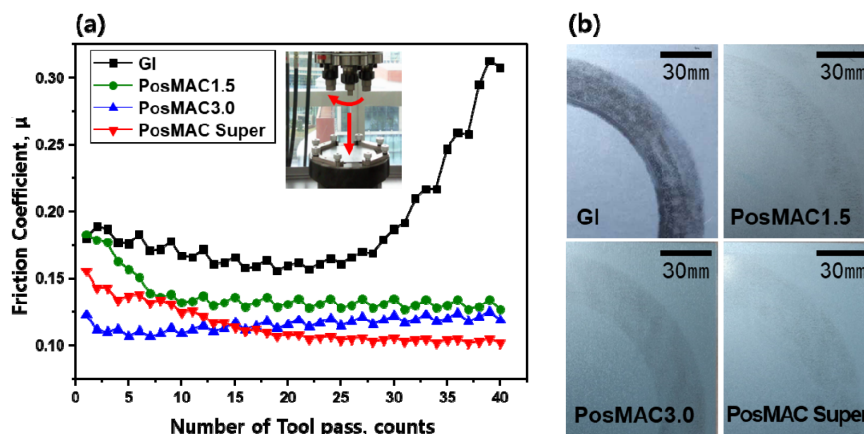 (a)
GI
PosMAC1.5
PosMAC3.0
PosMAC Super
Friction Coefficient., μ
0.30
0.25
0.20
0.15
0.10
0 5 10 15 20 25 30 35 40
Number of Tool pass, counts
(b)
30mm
GI
30mm
PosMAC1.5
30mm
PosMAC3.0
30mm
PosMAC Super